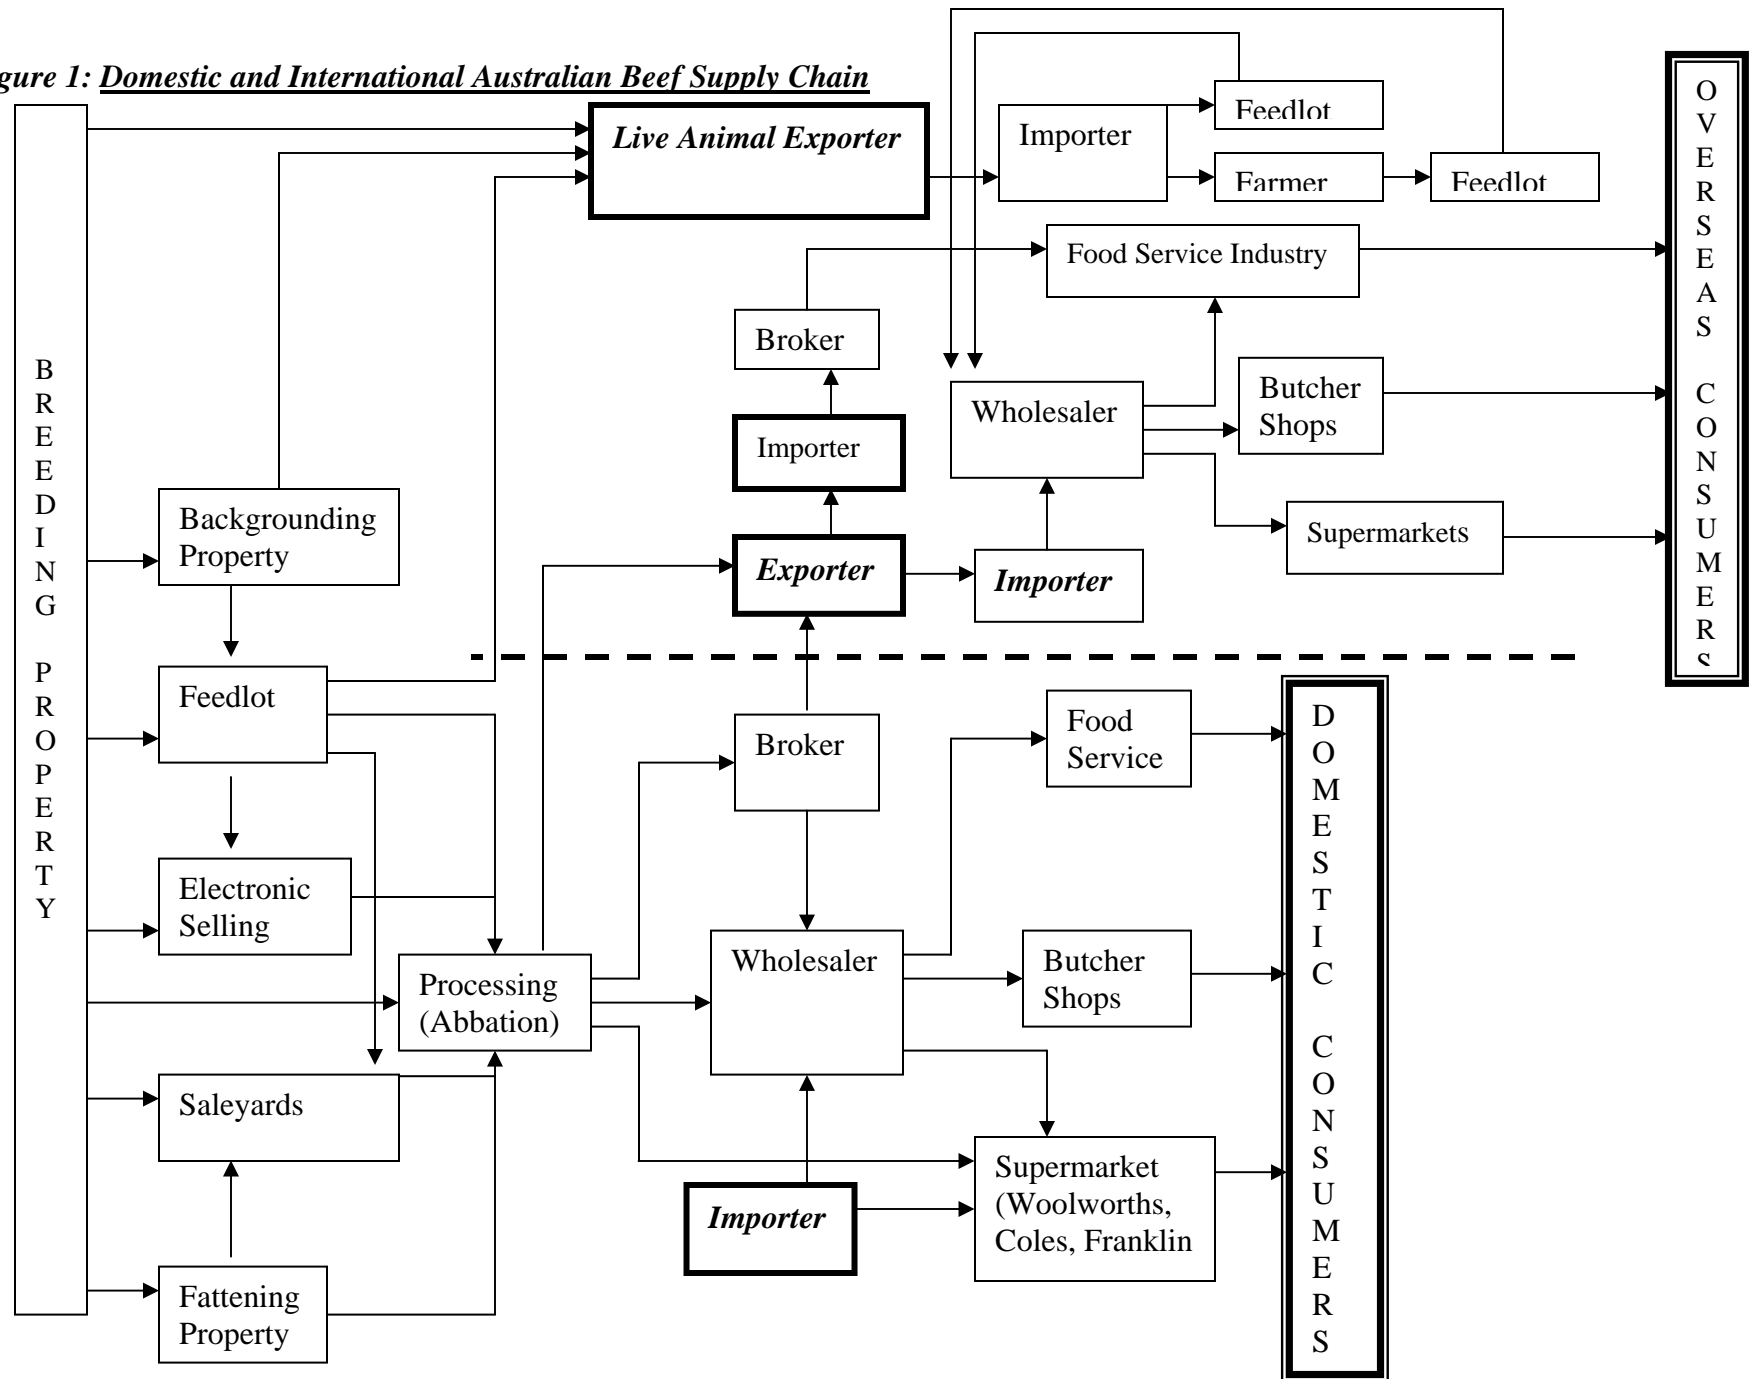 gure 1: Domestic and International Australian Beef Supply Chain
Live Animal Exporter
Importer
Feedlot
Farmer
Feedlot
Food Service Industry
Broker
Wholesaler
Butcher
Shops
Importer
Supermarkets
Exporter
Importer
OVERSEAS CONSUMERS
BREEDING PROPERTY
Backgrounding
Property
Feedlot
Electronic
Selling
Processing
(Abbation)
Saleyards
Fattening
Property
Broker
Wholesaler
Importer
Food
Service
Butcher
Shops
Supermarket
(Woolworths,
Coles, Franklin
DOMESTIC CONSUMERS